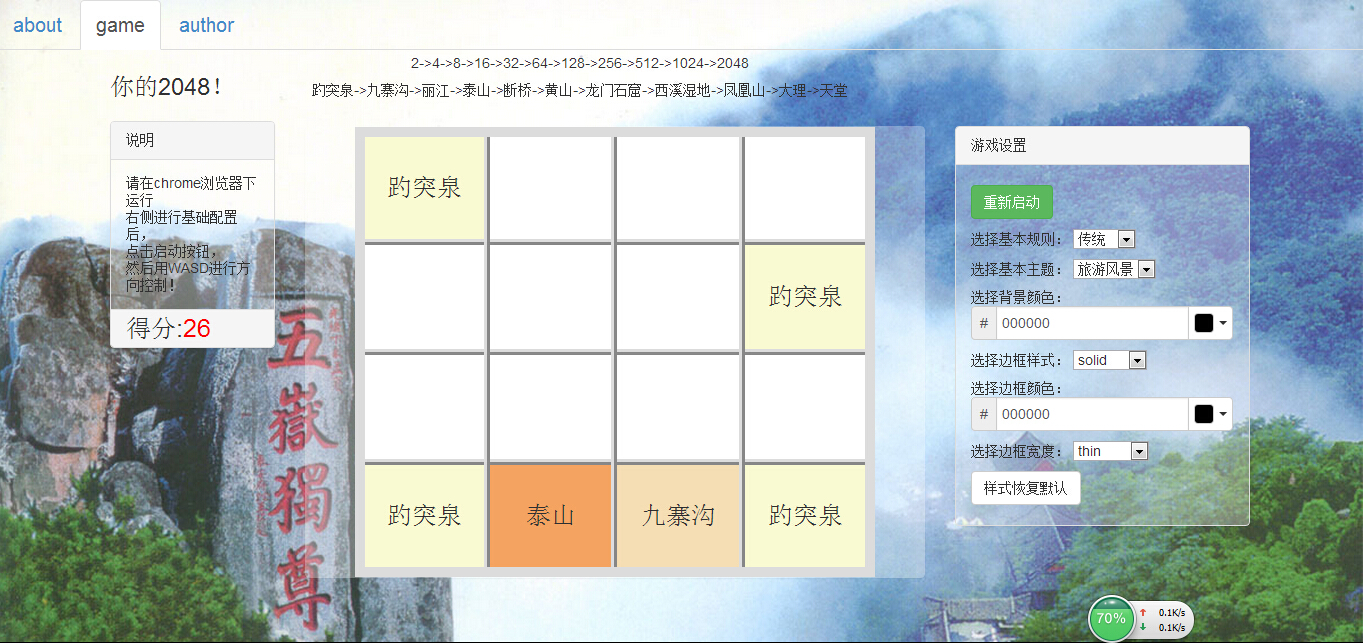 about game author
你的2048！
2->4->8->16->32->64->128->256->512->1024->2048
趵突泉->九寨沟->丽江->泰山->断桥->黄山->龙门石窟->西溪湿地->凤凰山->大理->天堂
说明
请在chrome浏览器下
运行
右侧进行基础配置
后，
点击启动按钮，
然后用WASD进行方
向控制！
得分:26
趵突泉
趵突泉
趵突泉 泰山 九寨沟 趵突泉
游戏设置
重新启动
选择基本规则： 传统
选择基本主题： 旅游风景
选择背景颜色：
# 000000
选择边框样式： solid
选择边框颜色：
# 000000
选择边框宽度： thin
样式恢复默认
五嶽獨尊
70% 0.1K/s
0.1K/s